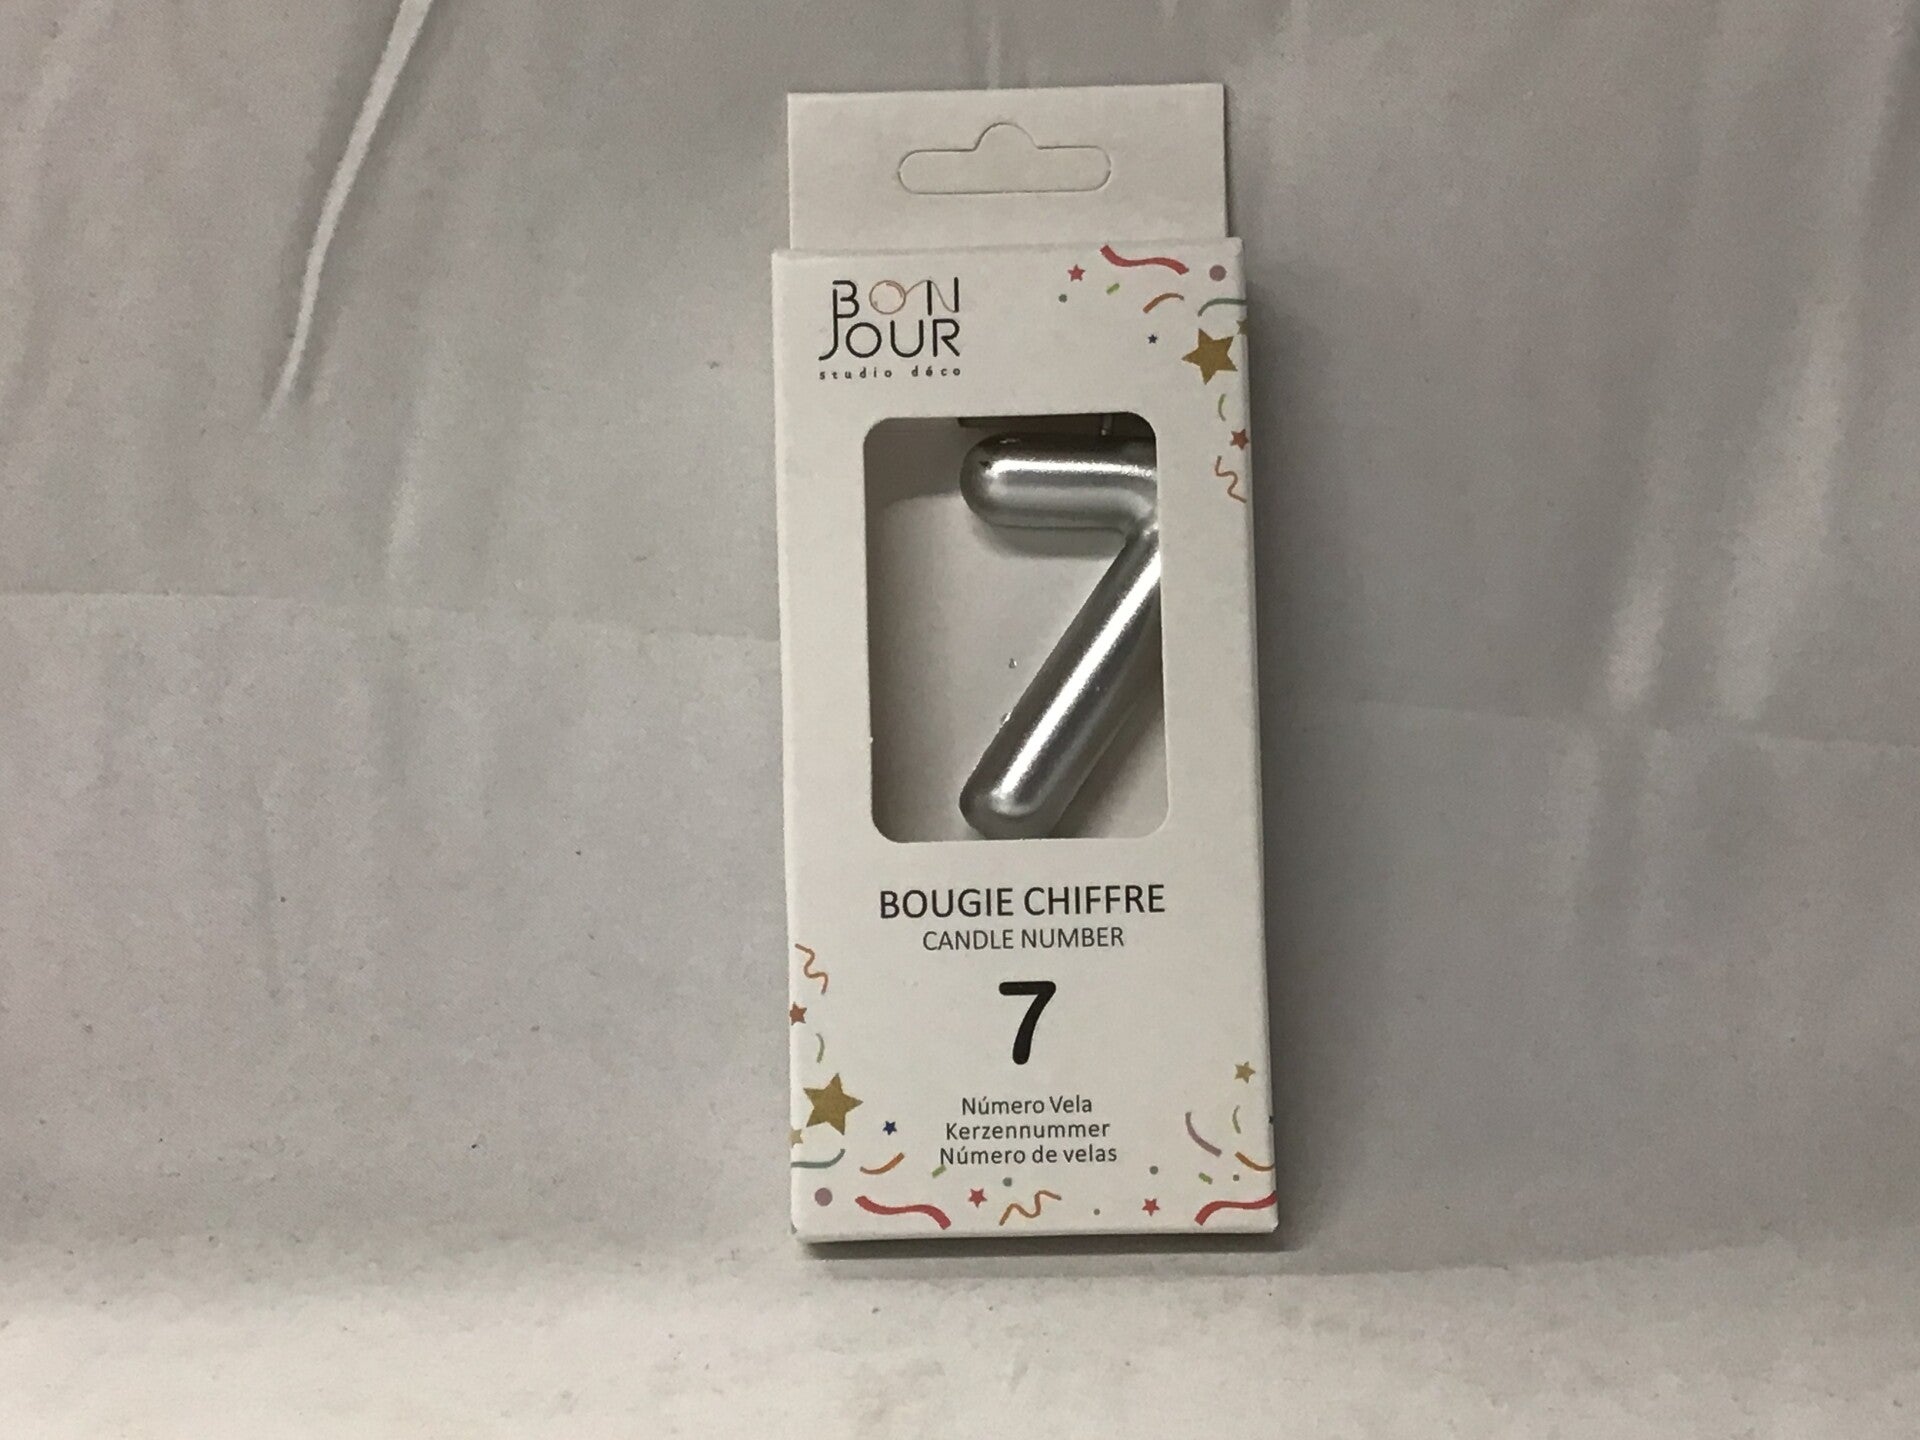 BON
JOUR
studio déco
BOUGIE CHIFFRE
CANDLE NUMBER
7
Número Vela
Kerzennummer
Número de velas